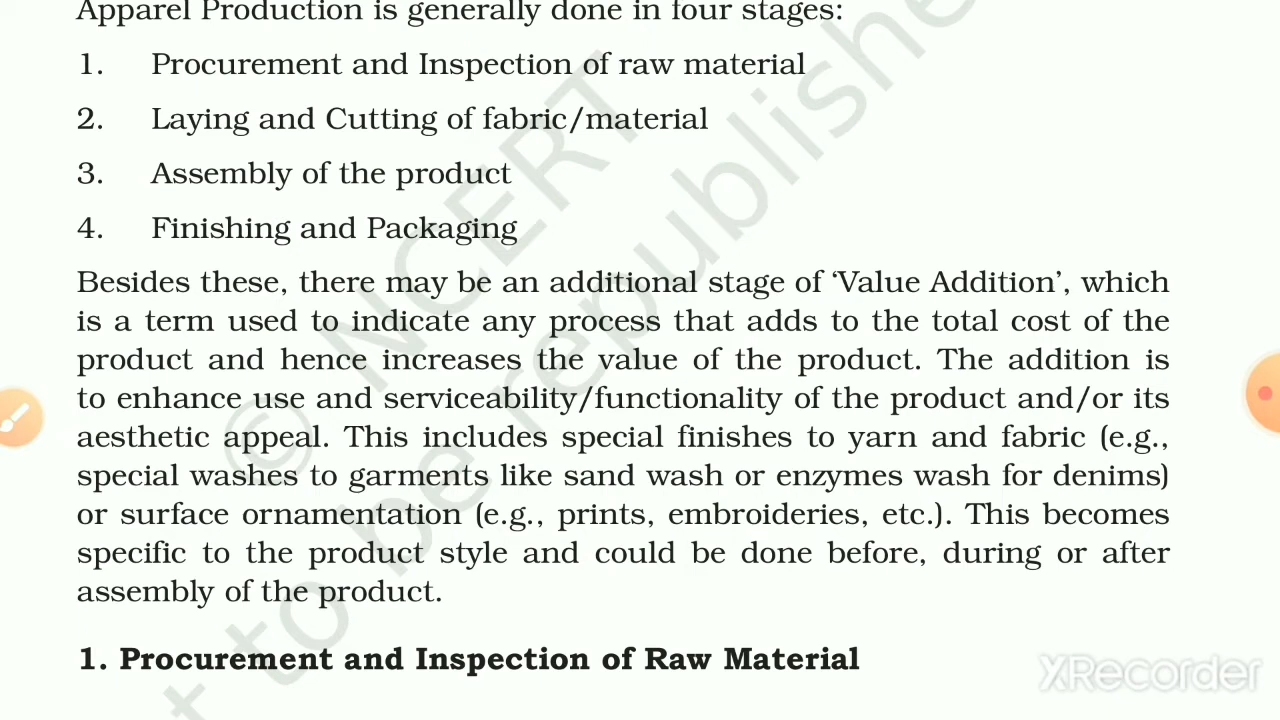 Apparel Production is generally done in four stages:
1. Procurement and Inspection of raw material
2. Laying and Cutting of fabric/material
3. Assembly of the product
4. Finishing and Packaging
Besides these, there may be an additional stage of ‘Value Addition’, which
is a term used to indicate any process that adds to the total cost of the
product and hence increases the value of the product. The addition is
to enhance use and serviceability/functionality of the product and/or its
aesthetic appeal. This includes special finishes to yarn and fabric (e.g.,
special washes to garments like sand wash or enzymes wash for denims)
or surface ornamentation (e.g., prints, embroideries, etc.). This becomes
specific to the product style and could be done before, during or after
assembly of the product.
1. Procurement and Inspection of Raw Material
© NCERT
to be republishe
XRecorder